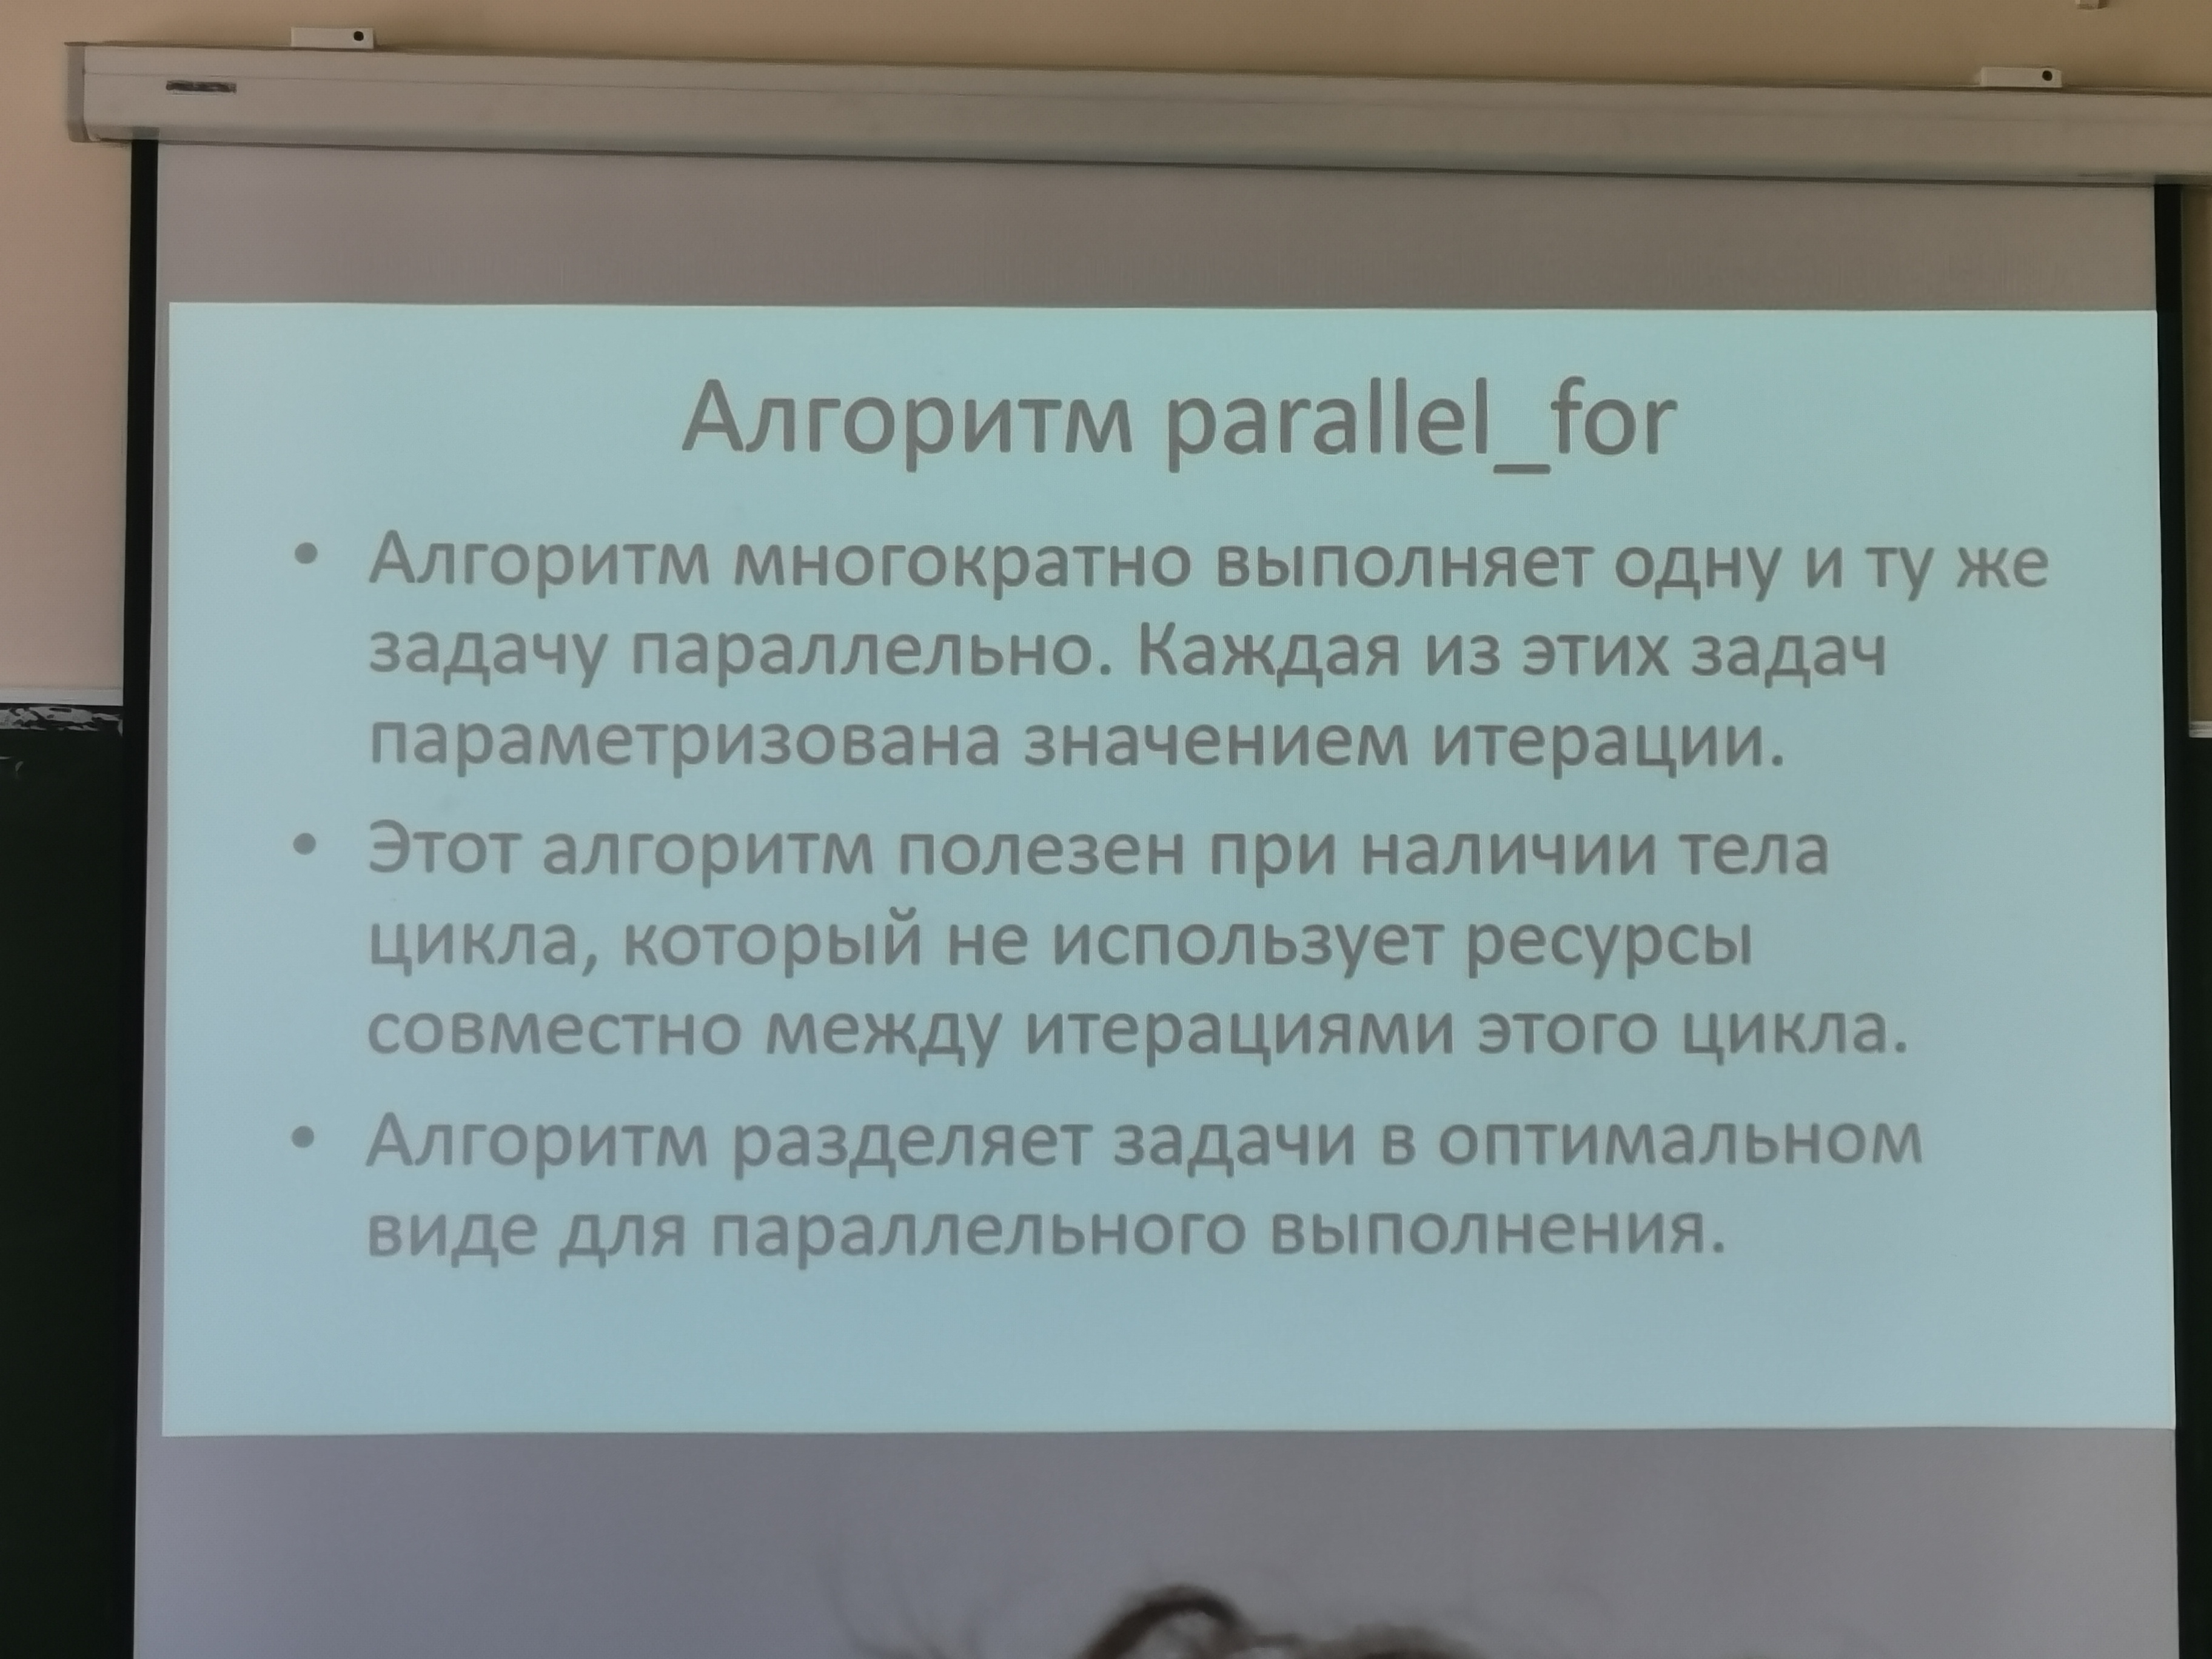 Алгоритм parallel_for
• Алгоритм многократно выполняет одну и ту же
задачу параллельно. Каждая из этих задач
параметризована значением итерации.
• Этот алгоритм полезен при наличии тела
цикла, который не использует ресурсы
совместно между итерациями этого цикла.
• Алгоритм разделяет задачи в оптимальном
виде для параллельного выполнения.